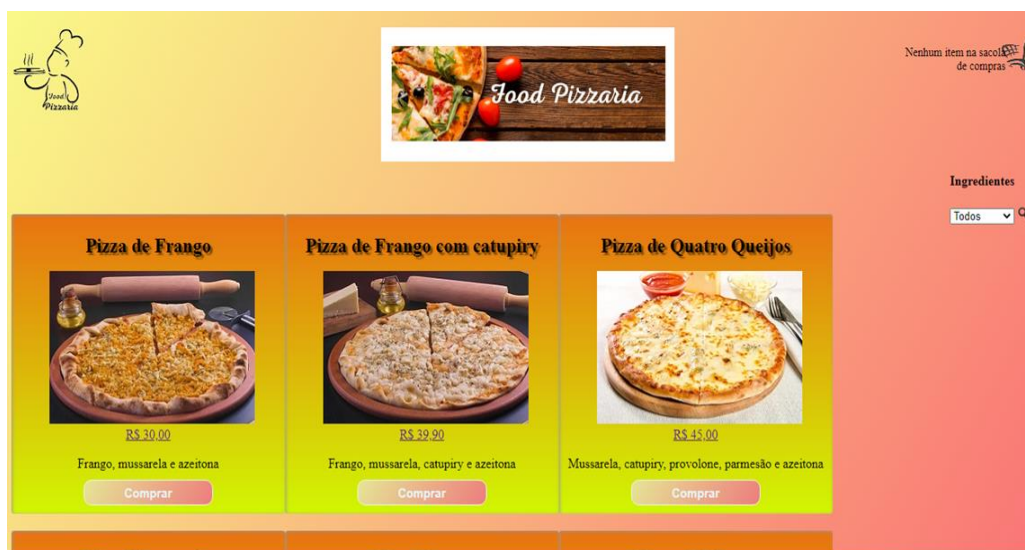 Food
Pizzaria
Food Pizzaria
Nenhum item na sacola
de compras
Ingredientes
Todos
Pizza de Frango
Pizza de Frango com catupiry
Pizza de Quatro Queijos
R$ 30,00
R$ 39,90
R$ 45,00
Frango, mussarela e azeitona
Frango, mussarela, catupiry e azeitona
Mussarela, catupiry, provolone, parmesão e azeitona
Comprar
Comprar
Comprar